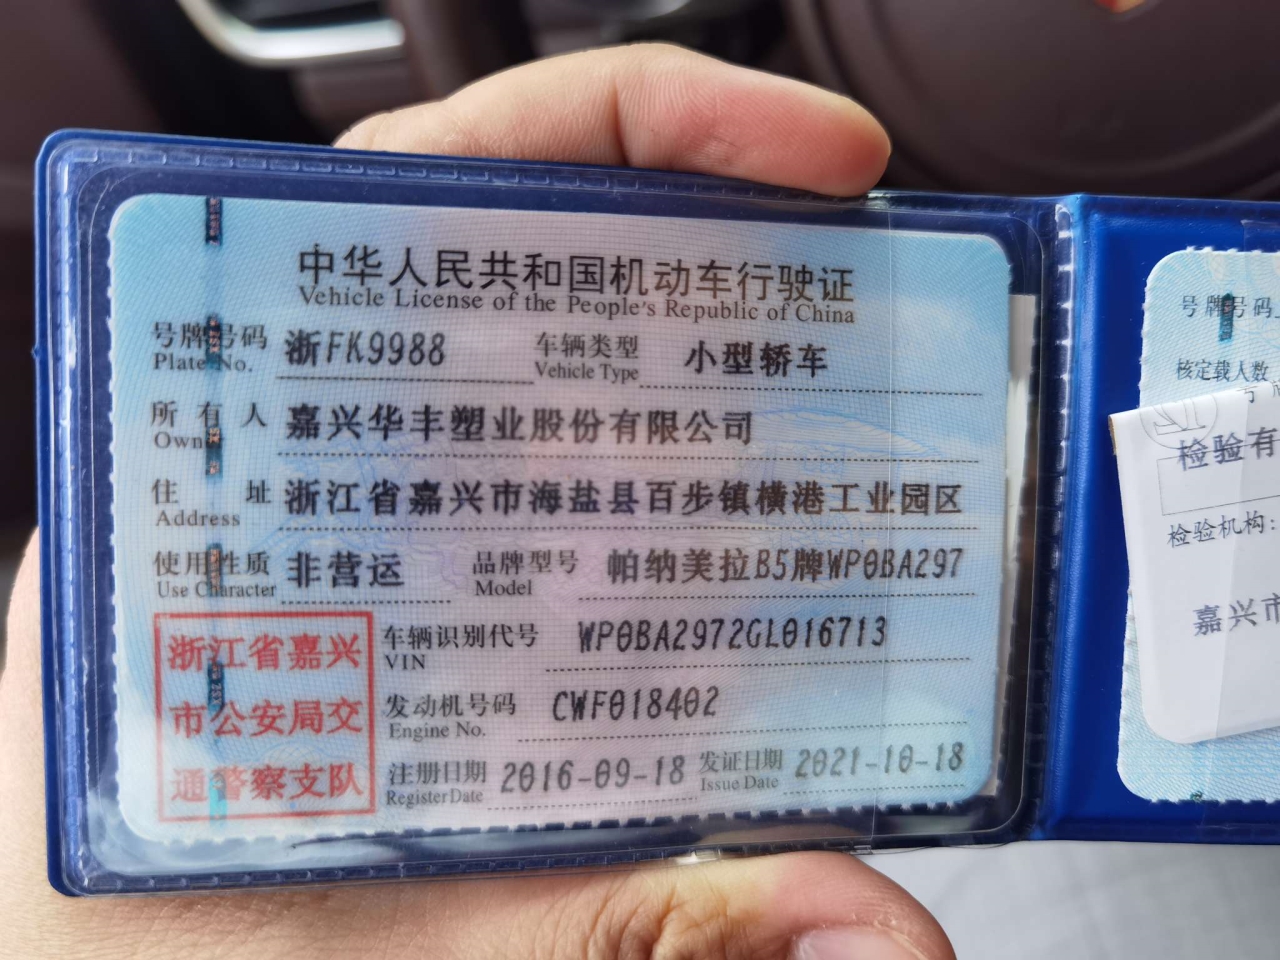 中华人民共和国机动车行驶证
Vehicle License of the People's Republic of China
号牌号码 浙FK9988 车辆类型 小型轿车
Plate No. Vehicle Type
所有人 嘉兴华丰塑业股份有限公司
Owner
住址 浙江省嘉兴市海盐县百步镇横港工业园区
Address
使用性质 非营运 品牌型号 帕纳美拉B5牌WP0BA297
Use Character Model
浙江省嘉兴
市公安局交
通警察支队
车辆识别代号 WP0BA2972GL016713
VIN
发动机号码 CWF018402
Engine No.
注册日期 2016-09-18 发证日期 2021-10-18
Register Date Issue Date
号牌号码
核定载人数
检验有
检验机构:
嘉兴市